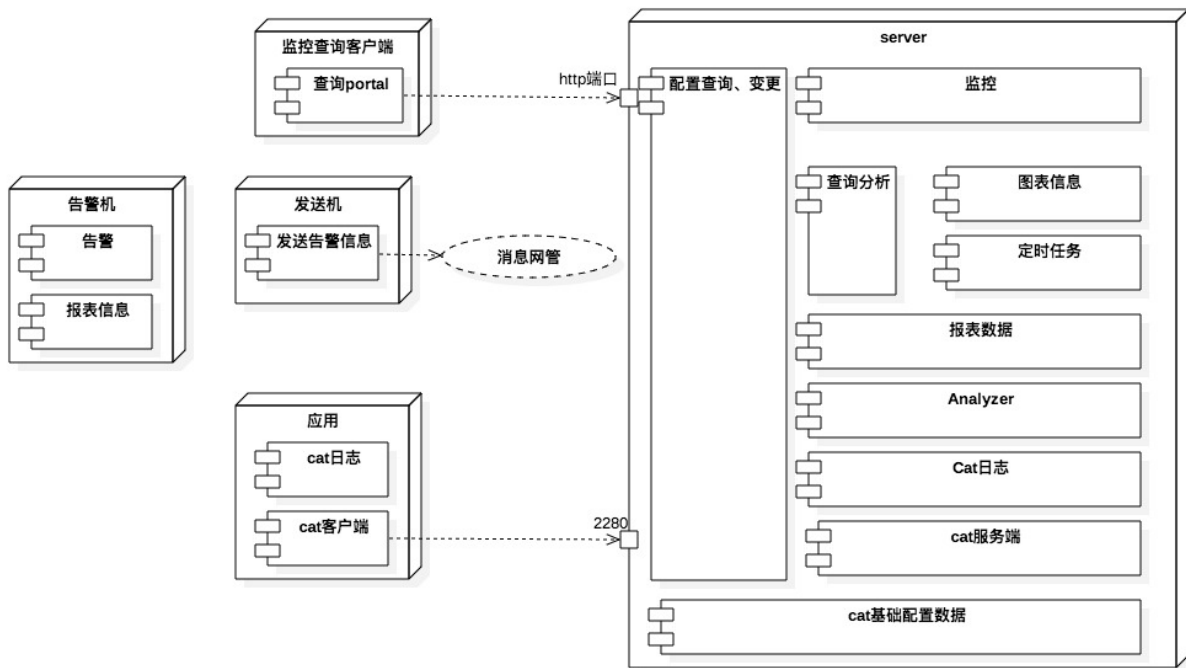 监控查询客户端
查询portal
http端口
server
配置查询、变更
监控
告警机
告警
报表信息
发送机
发送告警信息
消息网管
查询分析
图表信息
定时任务
报表数据
Analyzer
Cat日志
cat服务端
cat基础配置数据
应用
cat日志
cat客户端
2280